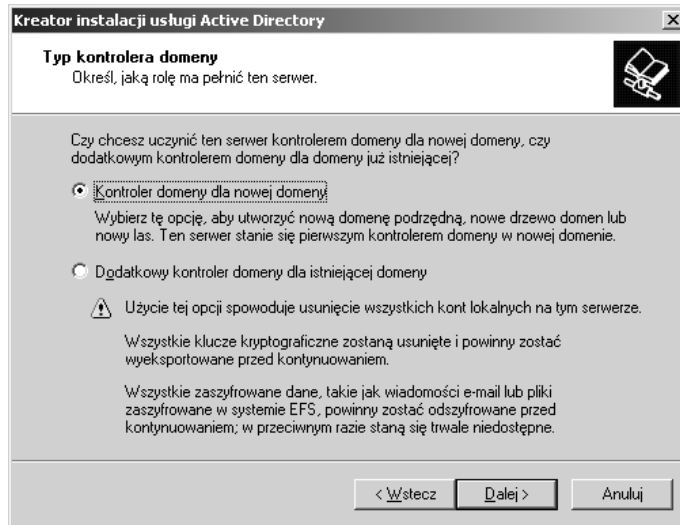 Kreator instalacji usługi Active Directory
Typ kontrolera domeny
Określ, jaką rolę ma pełnić ten serwer.
Czy chcesz uczynić ten serwer kontrolerem domeny dla nowej domeny, czy
dodatkowym kontrolerem domeny dla domeny już istniejącej?
Kontroler domeny dla nowej domeny
Wybierz tę opcję, aby utworzyć nową domenę podrzędną, nowe drzewo domen lub
nowy las. Ten serwer stanie się pierwszym kontrolerem domeny w nowej domenie.
Dodatkowy kontroler domeny dla istniejącej domeny
Użycie tej opcji spowoduje usunięcie wszystkich kont lokalnych na tym serwerze.
Wszystkie klucze kryptograficzne zostaną usunięte i powinny zostać
wyeksportowane przed kontynuowaniem.
Wszystkie zaszyfrowane dane, takie jak wiadomości e-mail lub pliki
zaszyfrowane w systemie EFS, powinny zostać odszyfrowane przed
kontynuowaniem; w przeciwnym razie staną się trwale niedostępne.
< Wstecz Dalej > Anuluj